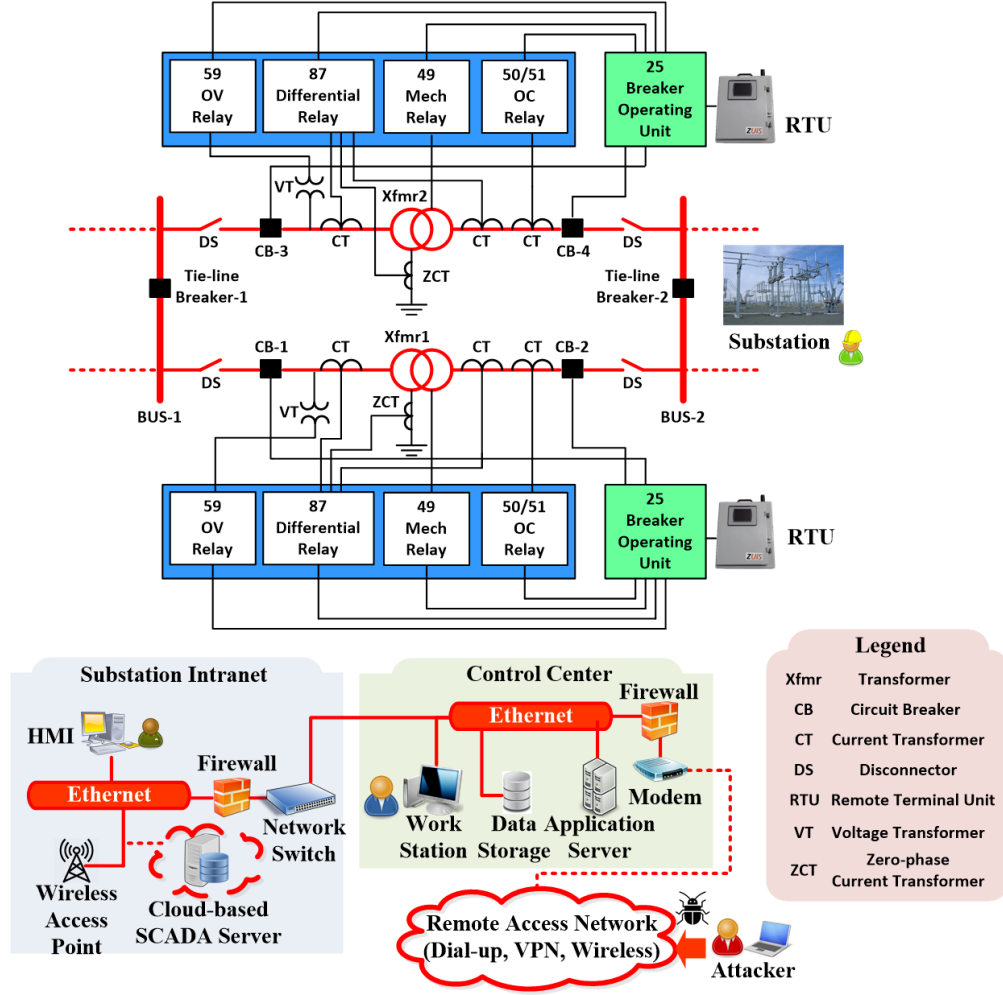 59
OV
Relay
87
Differential
Relay
49
Mech
Relay
50/51
OC
Relay
25
Breaker
Operating
Unit
ZUIS
RTU
VT
Xfmr2
DS
CB-3
CT
CT
CT
CB-4
DS
ZCT
Tie-line
Breaker-1
Tie-line
Breaker-2
Substation
CB-1
CT
Xfmr1
CT
CT
CB-2
DS
DS
BUS-1
VT
ZCT
BUS-2
59
OV
Relay
87
Differential
Relay
49
Mech
Relay
50/51
OC
Relay
25
Breaker
Operating
Unit
ZUIS
RTU
Substation Intranet
HMI
Ethernet
Firewall
Network
Switch
Wireless
Access
Point
Cloud-based
SCADA Server
Control Center
Ethernet
Firewall
Modem
Work
Station
Data
Storage
Application
Server
Remote Access Network
(Dial-up, VPN, Wireless)
Attacker
Legend
Xfmr Transformer
CB Circuit Breaker
CT Current Transformer
DS Disconnector
RTU Remote Terminal Unit
VT Voltage Transformer
ZCT Zero-phase
Current Transformer